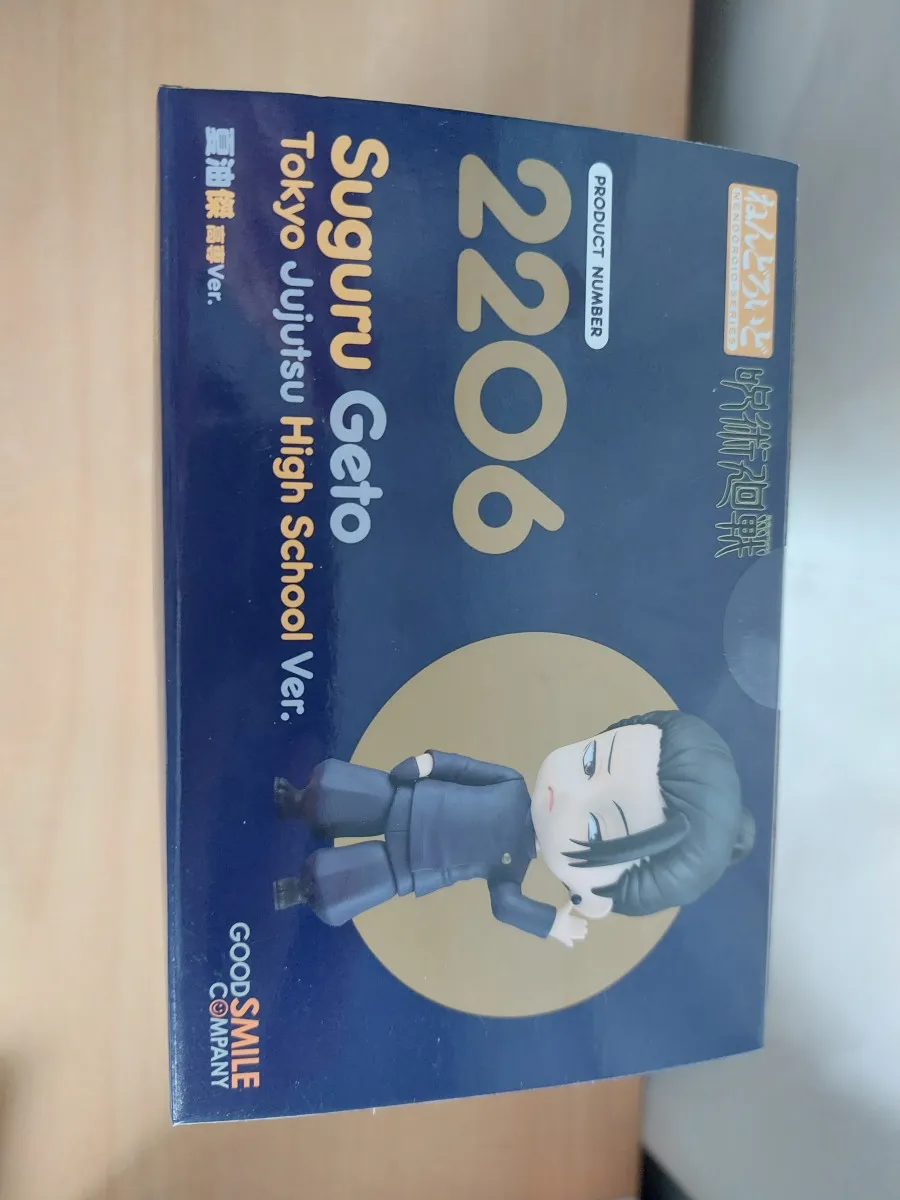 ねんどろいど
NENDOROID-SERIES
呪術廻戦
PRODUCT NUMBER
2206
Suguru Geto
Tokyo Jujutsu High School Ver.
夏油傑 高専Ver.
GOOD SMILE
COMPANY